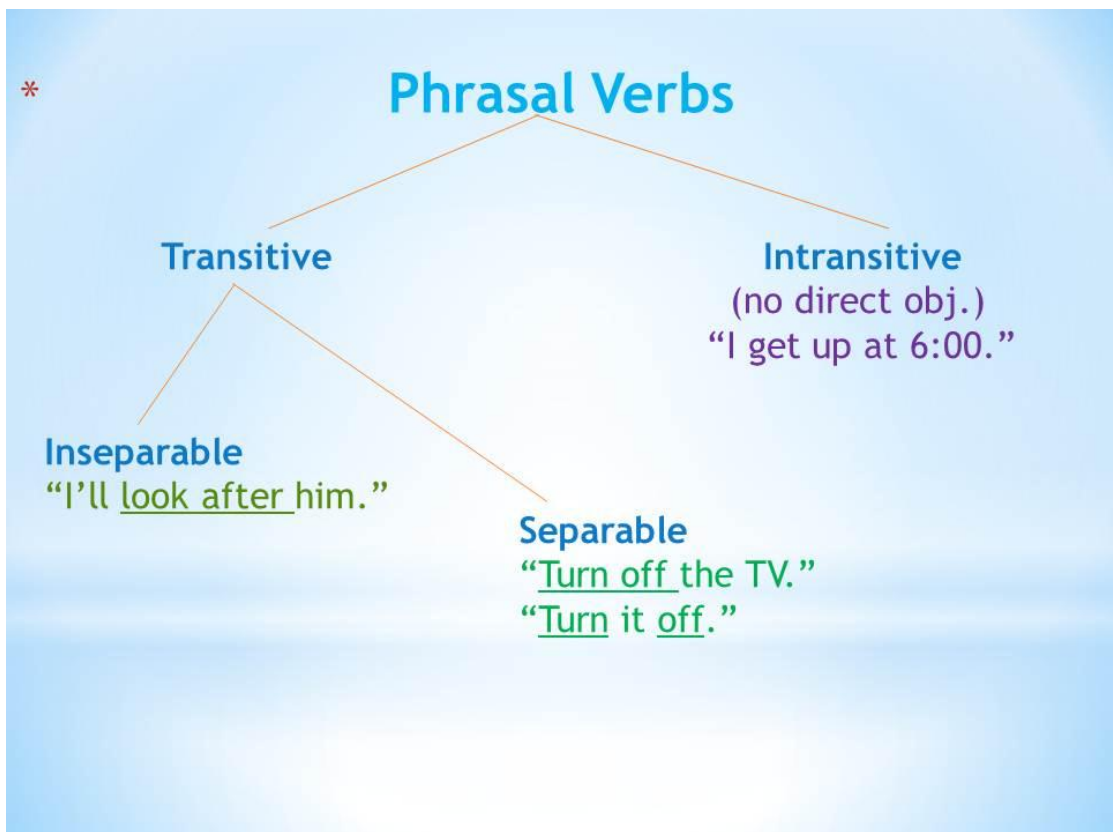 *
Phrasal Verbs
Transitive
Intransitive
(no direct obj.)
“I get up at 6:00.”
Inseparable
“I’ll look after him.”
Separable
“Turn off the TV.”
“Turn it off.”